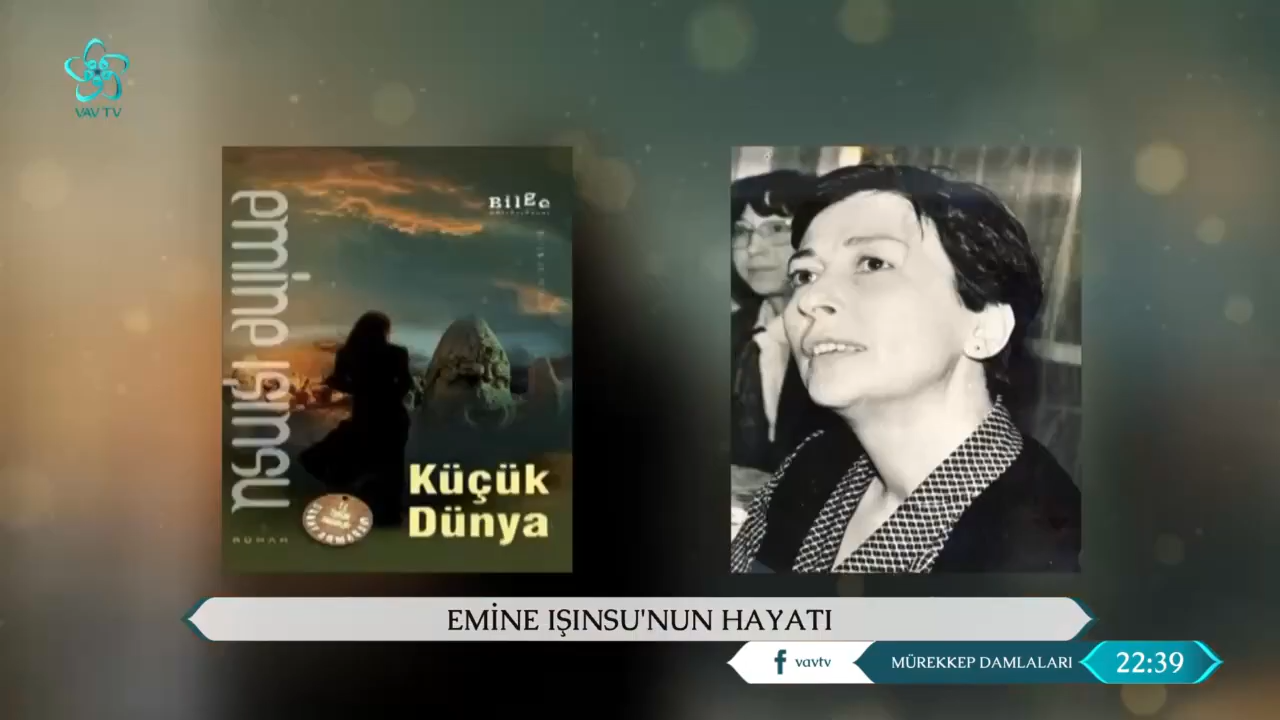 VAV TV
emine ışınsu
Bilge
Küçük
Dünya
ROMAN
EMİNE IŞINSU'NUN HAYATI
vavtv
MÜREKKEP DAMLALARI
22:39